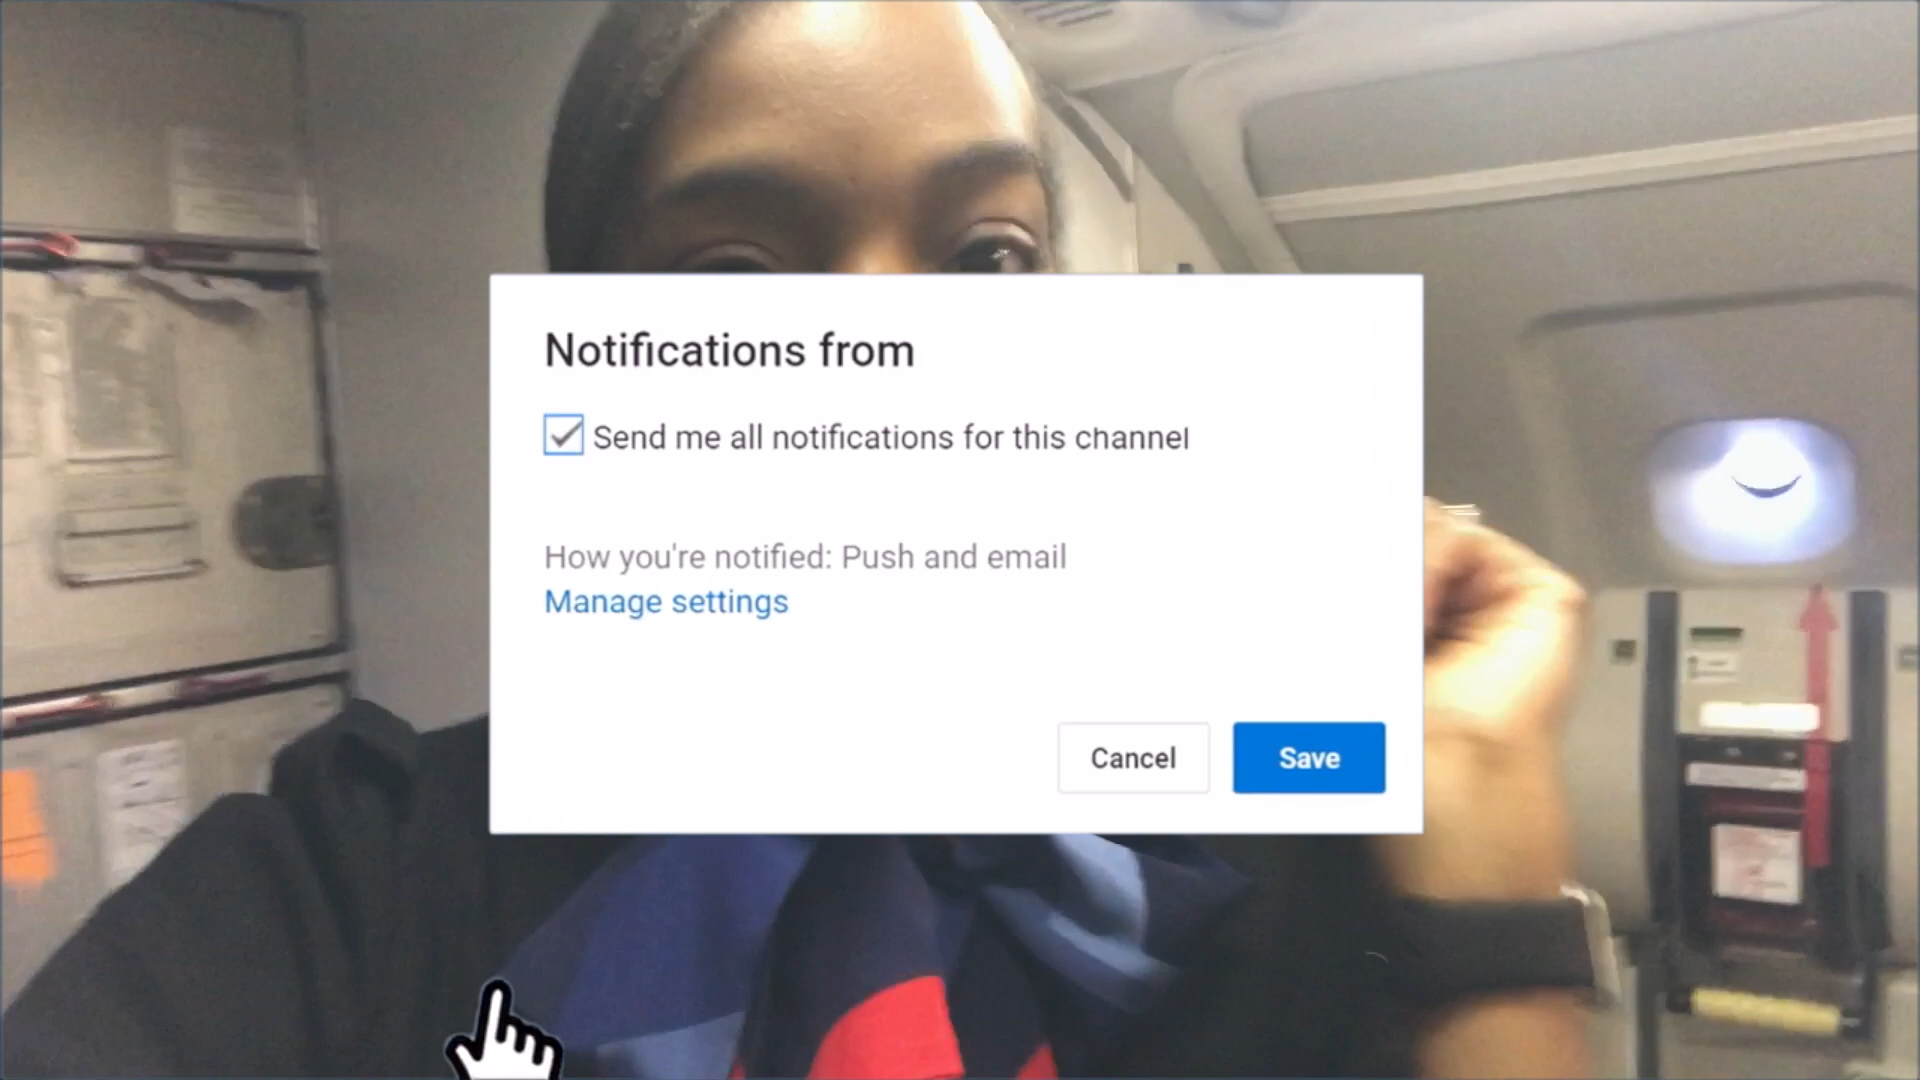 Notifications from
Send me all notifications for this channel
How you're notified: Push and email
Manage settings
Cancel
Save